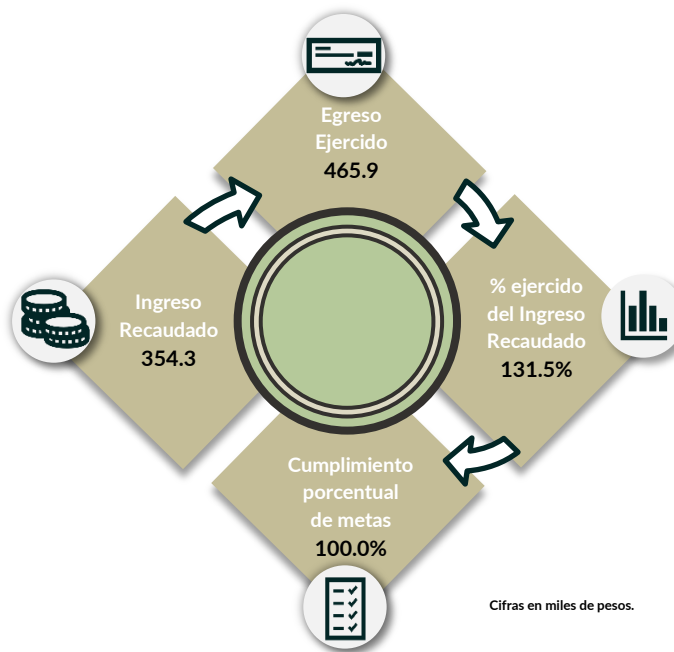 Egreso
Ejercido
465.9
Ingreso
Recaudado
354.3
% ejercido
del Ingreso
Recaudado
131.5%
Cumplimiento
porcentual
de metas
100.0%
Cifras en miles de pesos.